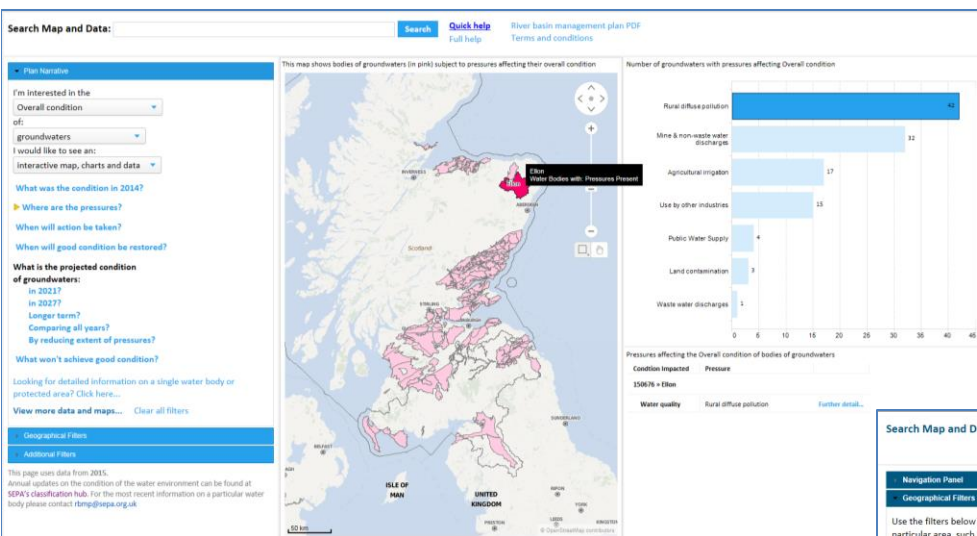 Search Map and Data:
Search
Quick help
Full help
River basin management plan PDF
Terms and conditions
Plan Narrative
I'm interested in the
Overall condition
of:
groundwaters
I would like to see an:
interactive map, charts and data
What was the condition in 2014?
Where are the pressures?
When will action be taken?
When will good condition be restored?
What is the projected condition
of groundwaters:
in 2021?
in 2027?
Longer term?
Comparing all years?
By reducing extent of pressures?
What won't achieve good condition?
Looking for detailed information on a single water body or
protected area? Click here...
View more data and maps...
Clear all filters
Geographical Filters
Additional Filters
This page uses data from 2015.
Annual updates on the condition of the water environment can be found at
SEPA's classification hub. For the most recent information on a particular water
body please contact rbmp@sepa.org.uk
This map shows bodies of groundwaters (in pink) subject to pressures affecting their overall condition
INVERNESS
Ellon
Ellon
Water Bodies with: Pressures Present
ABERDEEN
Scotland
STIRLING
SUNDERLAND
BELFAST
ISLE OF
MAN
UNITED
KINGDOM
RIPON
YORK
LEEDS
PRESTON
KINGSTON
50 km
© OpenStreetMap contributors
Number of groundwaters with pressures affecting Overall condition
Rural diffuse pollution
42
Mine & non-waste water
discharges
32
Agricultural irrigation
17
Use by other industries
15
Public Water Supply
4
Land contamination
3
Waste water discharges
1
0 5 10 15 20 25 30 35 40 45
Pressures affecting the Overall condition of bodies of groundwaters
Condtion Impacted Pressure
150676 = Ellon
Water quality Rural diffuse pollution Further detail...
Search Map and D
Navigation Panel
Geographical Filters
Use the filters below
particular area, such